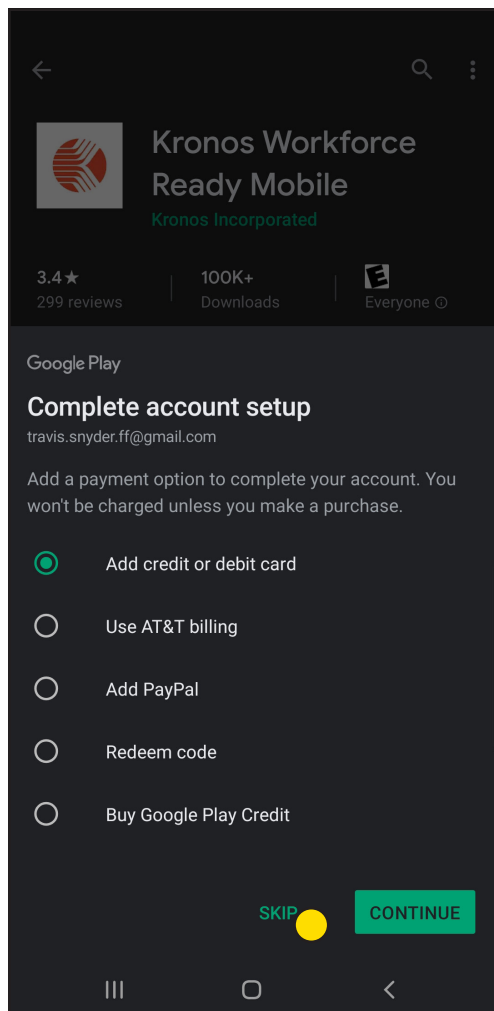 Kronos Workforce
Ready Mobile
Kronos Incorporated
3.4★ 100K+ E
299 reviews Downloads Everyone
Google Play
Complete account setup
travis.snyder.ff@gmail.com
Add a payment option to complete your account. You
won't be charged unless you make a purchase.
Add credit or debit card
Use AT&T billing
Add PayPal
Redeem code
Buy Google Play Credit
SKIP CONTINUE